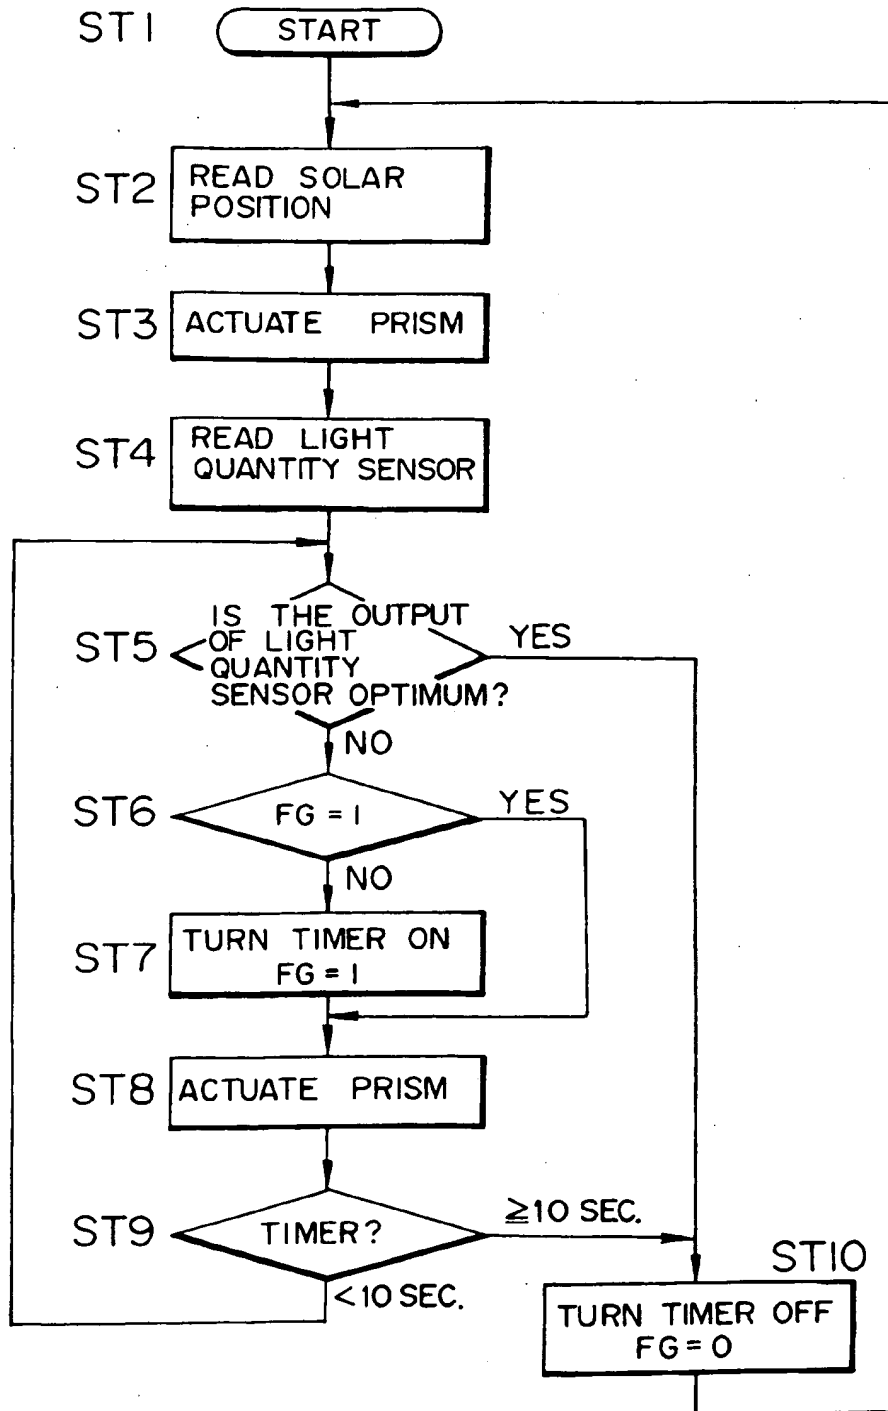 ST1
START
ST2
READ SOLAR
POSITION
ST3
ACTUATE PRISM
ST4
READ LIGHT
QUANTITY SENSOR
ST5
IS THE OUTPUT
OF LIGHT
QUANTITY
SENSOR OPTIMUM?
YES
NO
ST6
FG = 1
YES
NO
ST7
TURN TIMER ON
FG = 1
ST8
ACTUATE PRISM
ST9
TIMER?
≧10 SEC.
<10 SEC.
ST10
TURN TIMER OFF
FG = 0